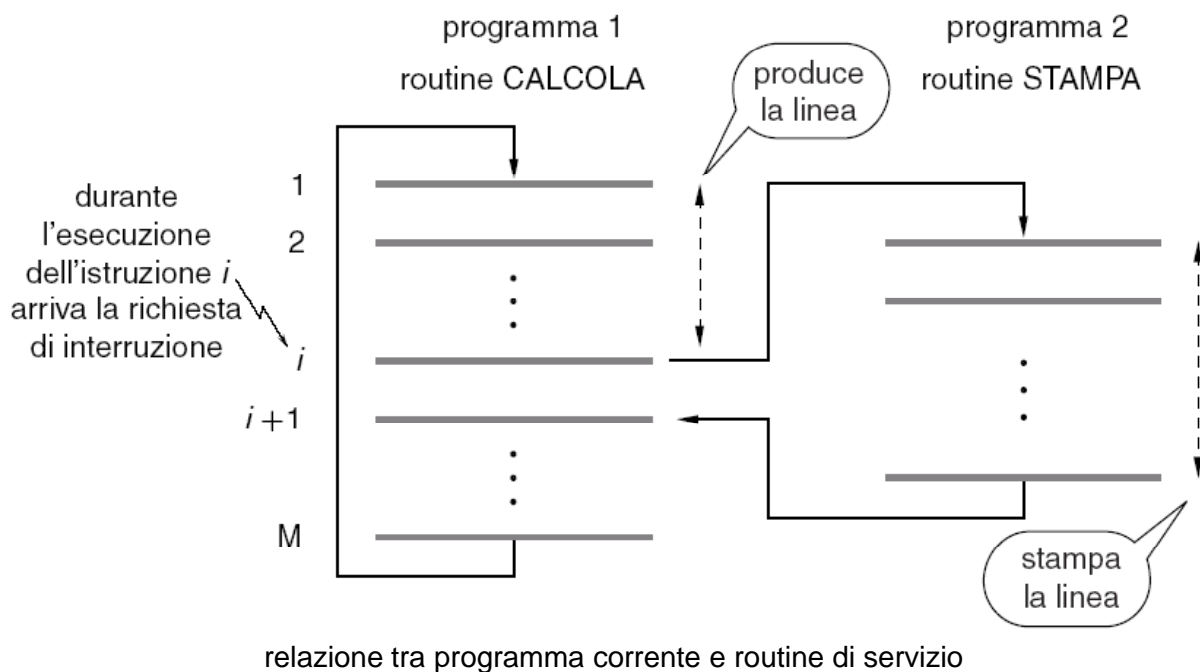 programma 1
routine CALCOLA
programma 2
routine STAMPA
produce
la linea
durante
l'esecuzione
dell'istruzione i
arriva la richiesta
di interruzione
1
2
i
i +1
M
stampa
la linea
relazione tra programma corrente e routine di servizio